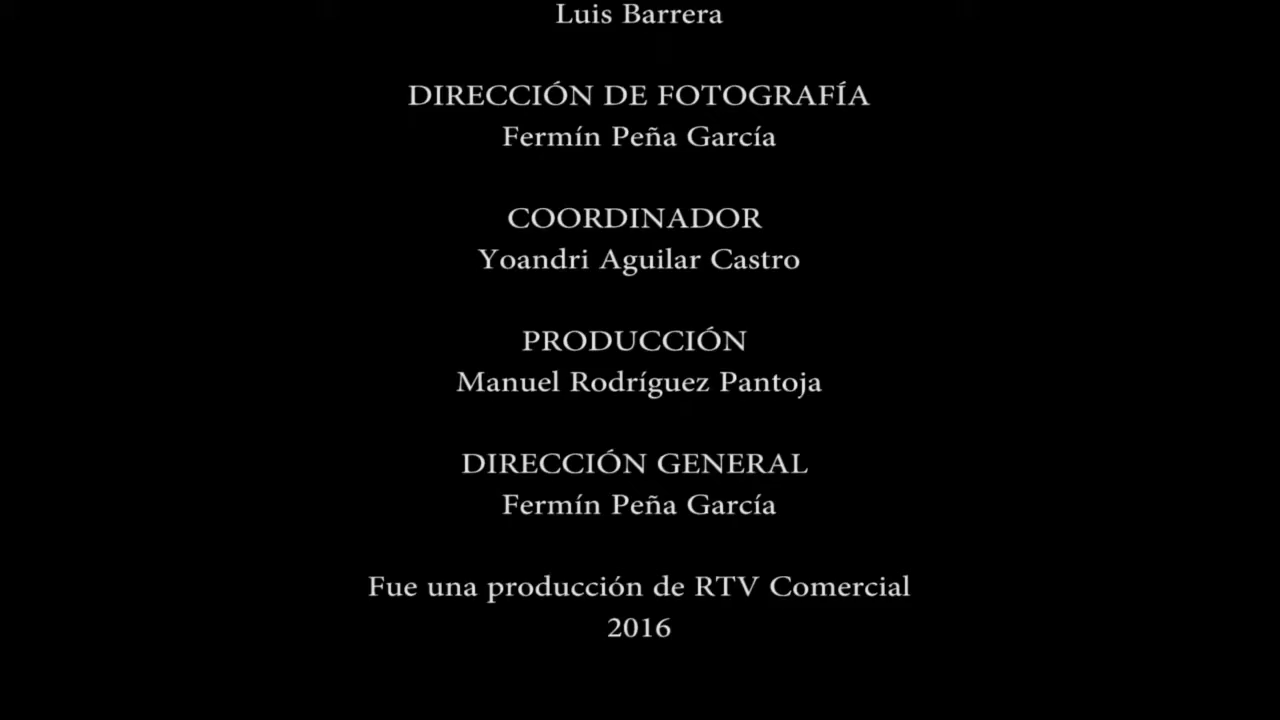 Luis Barrera
DIRECCIÓN DE FOTOGRAFÍA
Fermín Peña García
COORDINADOR
Yoandri Aguilar Castro
PRODUCCIÓN
Manuel Rodríguez Pantoja
DIRECCIÓN GENERAL
Fermín Peña García
Fue una producción de RTV Comercial
2016